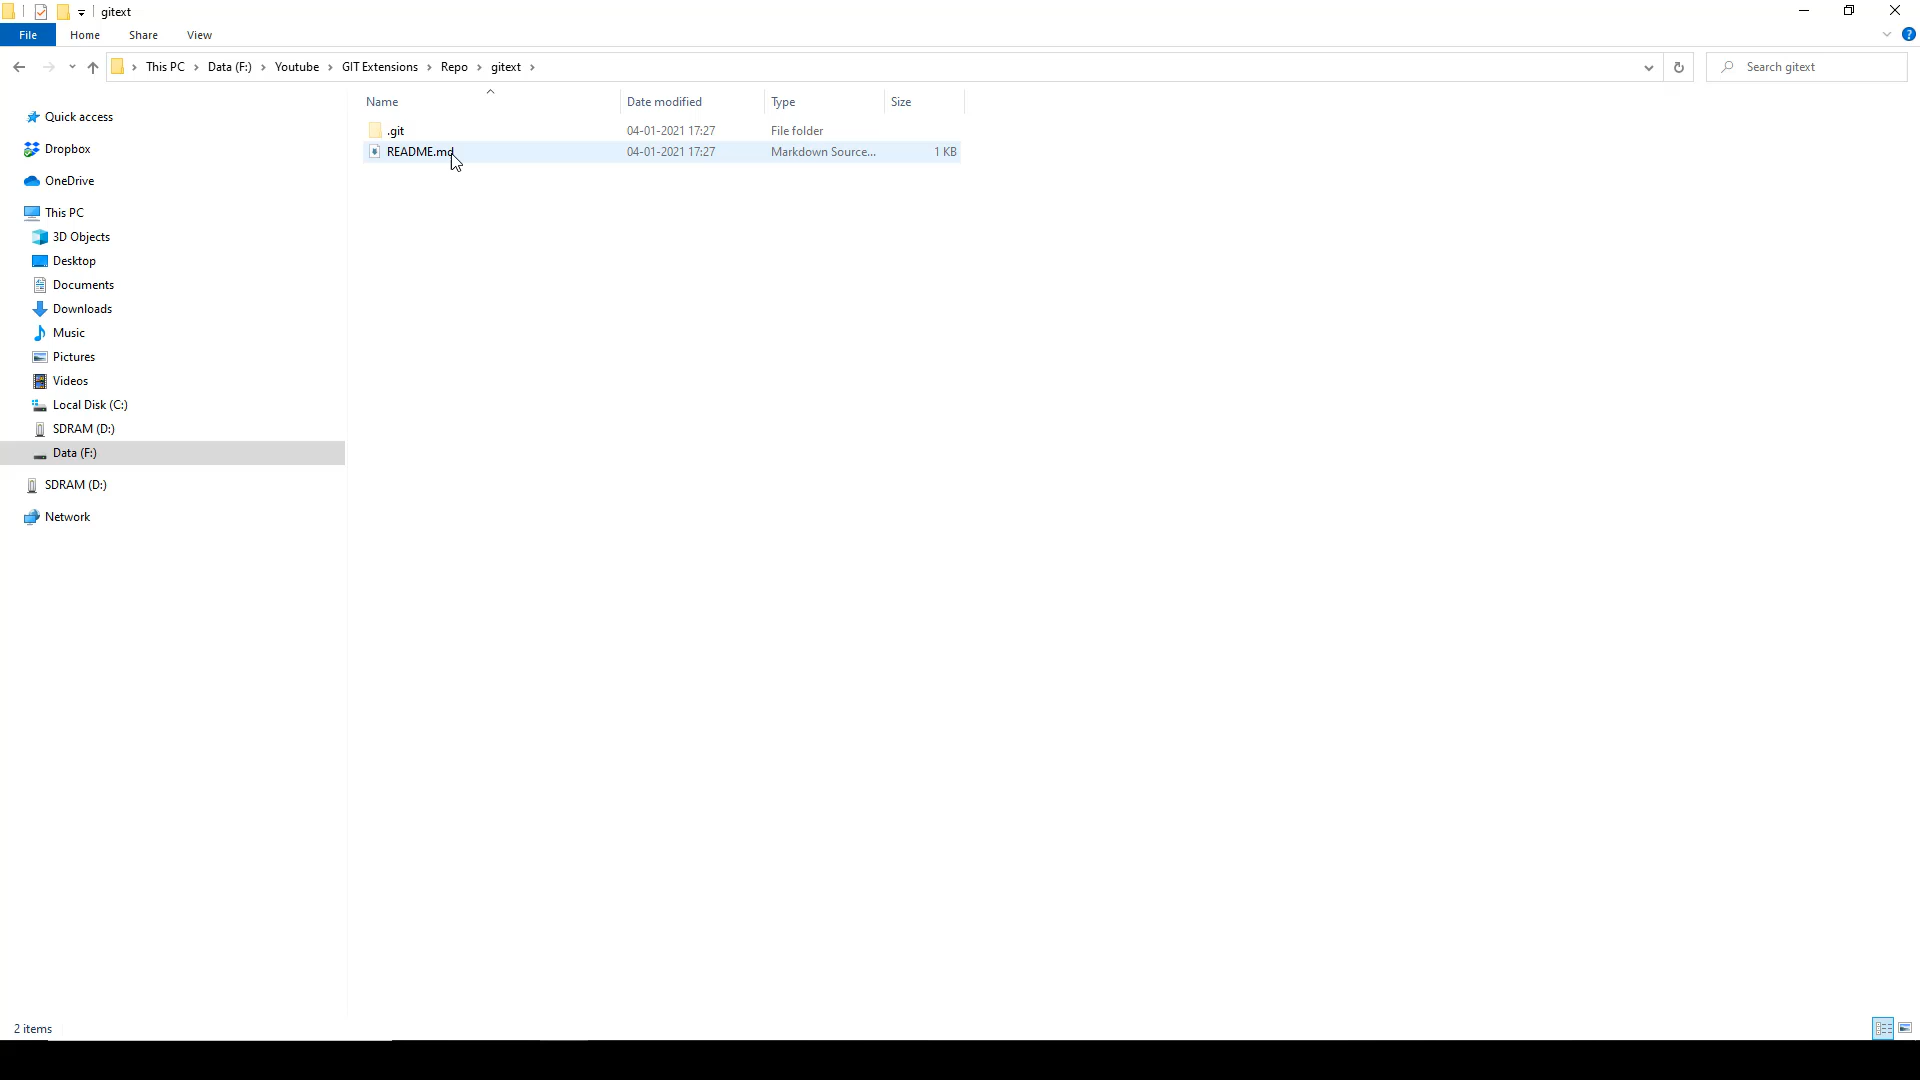 gitext
File Home Share View
This PC Data (F:) Youtube GIT Extensions Repo gitext Search gitext
Name Date modified Type Size
.git 04-01-2021 17:27 File folder
README.md 04-01-2021 17:27 Markdown Source... 1 KB
Quick access
Dropbox
OneDrive
This PC
3D Objects
Desktop
Documents
Downloads
Music
Pictures
Videos
Local Disk (C:)
SDRAM (D:)
Data (F:)
SDRAM (D:)
Network
2 items